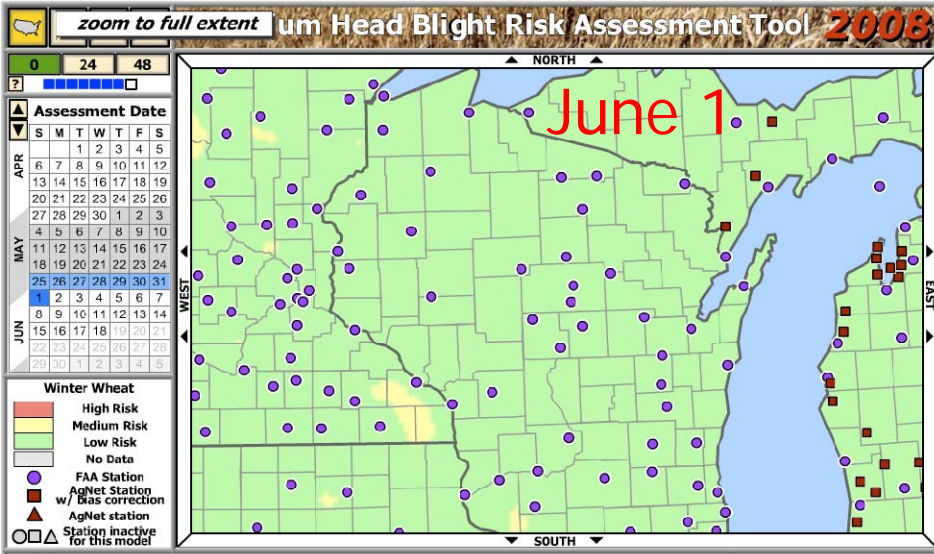 zoom to full extent um Head Blight Risk Assessment Tool 2008
0 24 48
?
Assessment Date
S M T W T F S
APR
1 2 3 4 5
6 7 8 9 10 11 12
13 14 15 16 17 18 19
20 21 22 23 24 25 26
27 28 29 30 1 2 3
MAY
4 5 6 7 8 9 10
11 12 13 14 15 16 17
18 19 20 21 22 23 24
25 26 27 28 29 30 31
JUN
1 2 3 4 5 6 7
8 9 10 11 12 13 14
15 16 17 18 19 20 21
22 23 24 25 26 27 28
29 30 1 2 3 4 5
Winter Wheat
High Risk
Medium Risk
Low Risk
No Data
FAA Station
AgNet Station
w/ bias correction
AgNet station
Station inactive
for this model
NORTH
June 1
WEST
EAST
SOUTH